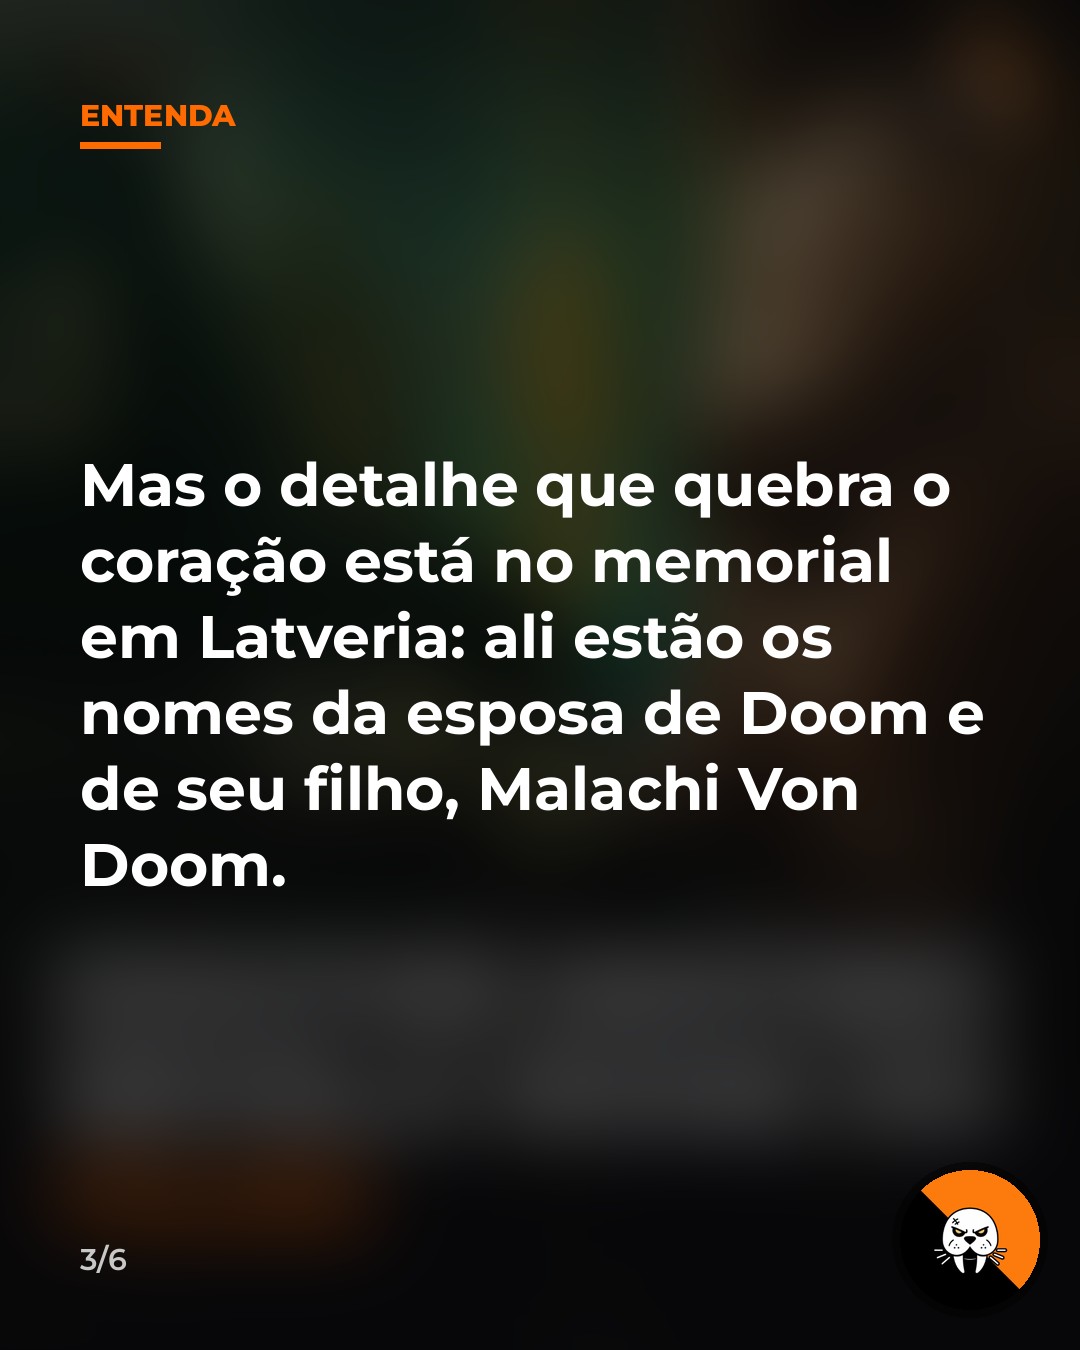 ENTENDA
Mas o detalhe que quebra o
coração está no memorial
em Latveria: ali estão os
nomes da esposa de Doom e
de seu filho, Malachi Von
Doom.
3/6